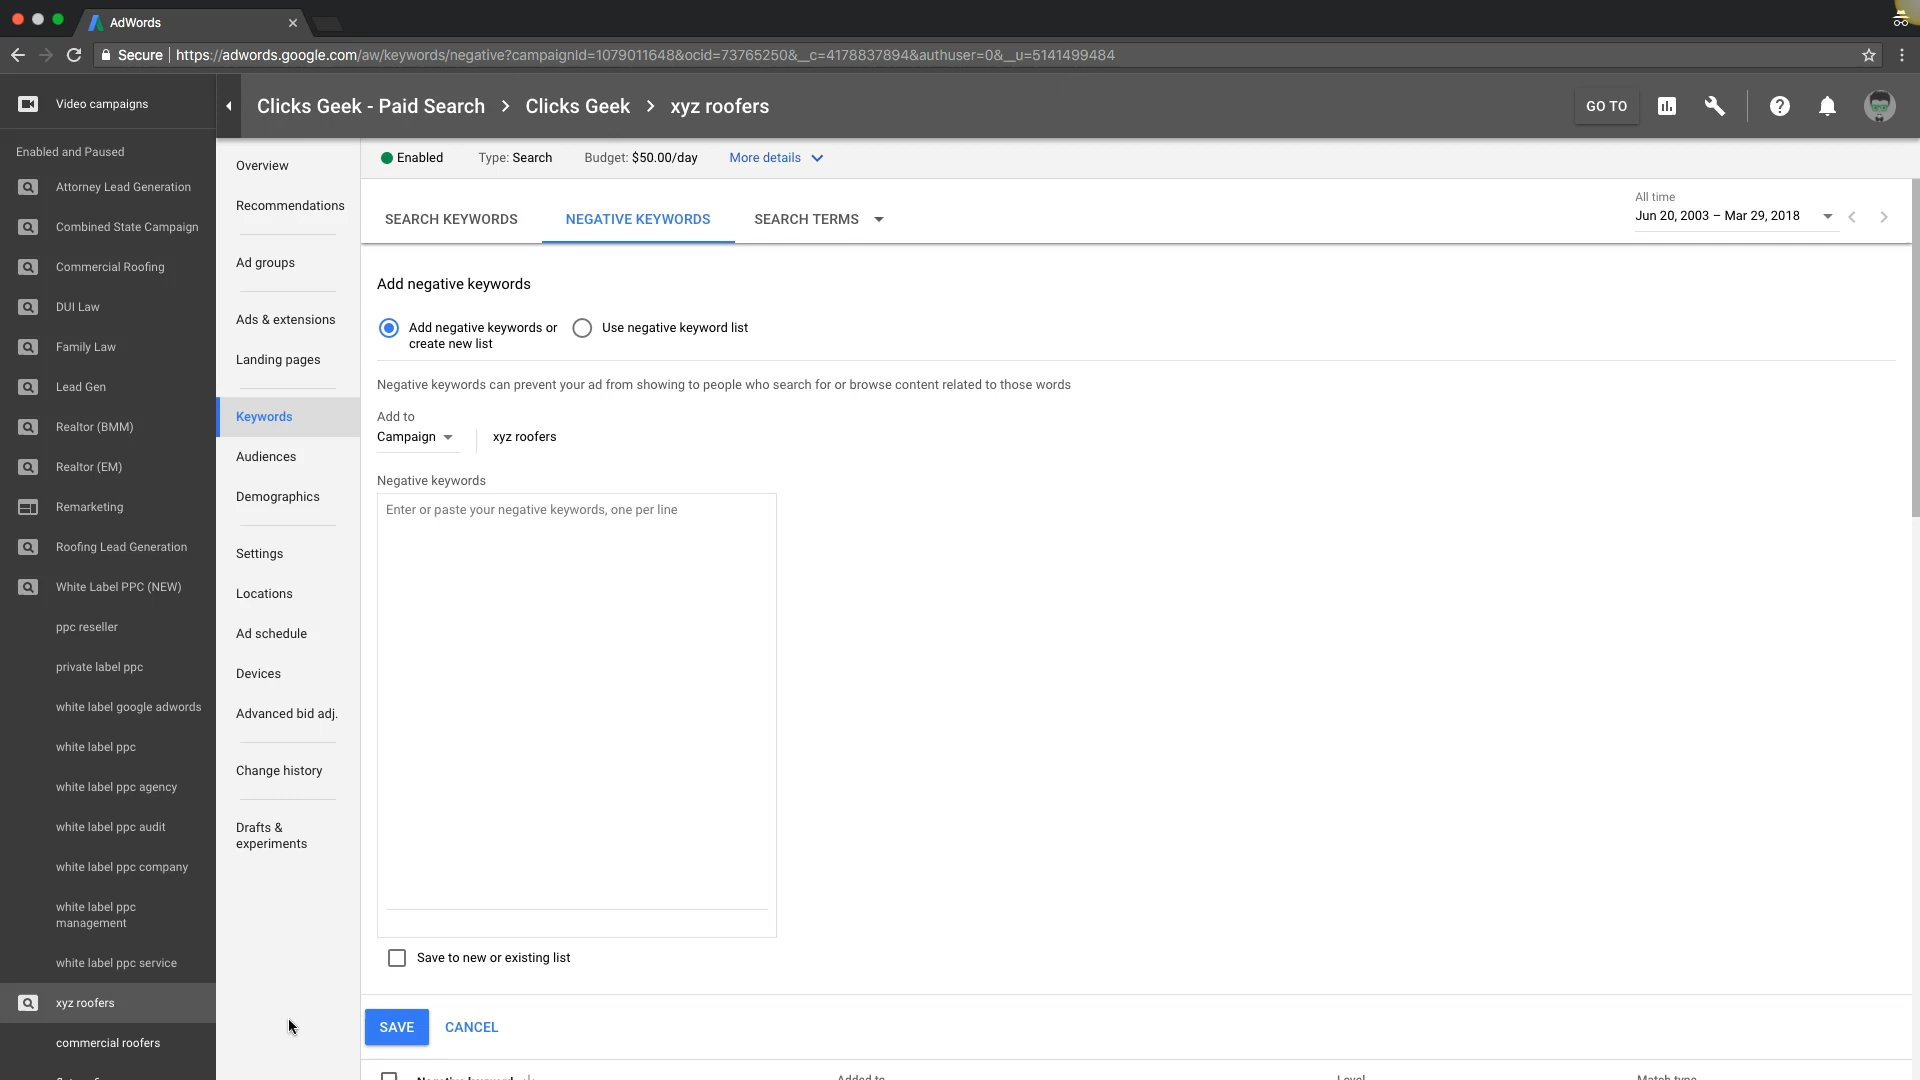 AdWords
Secure
https://adwords.google.com/aw/keywords/negative?campaignId=1079011648&ocid=73765250&__c=4178837894&authuser=0&__u=5141499484
Video campaigns
Clicks Geek - Paid Search > Clicks Geek > xyz roofers
GO TO
Enabled and Paused
Attorney Lead Generation
Combined State Campaign
Commercial Roofing
DUI Law
Family Law
Lead Gen
Realtor (BMM)
Realtor (EM)
Remarketing
Roofing Lead Generation
White Label PPC (NEW)
ppc reseller
private label ppc
white label google adwords
white label ppc
white label ppc agency
white label ppc audit
white label ppc company
white label ppc
management
white label ppc service
xyz roofers
commercial roofers
Overview
Recommendations
Ad groups
Ads & extensions
Landing pages
Keywords
Audiences
Demographics
Settings
Locations
Ad schedule
Devices
Advanced bid adj.
Change history
Drafts &
experiments
Enabled Type: Search Budget: $50.00/day More details
SEARCH KEYWORDS NEGATIVE KEYWORDS SEARCH TERMS
All time
Jun 20, 2003 – Mar 29, 2018
Add negative keywords
Add negative keywords or
create new list
Use negative keyword list
Negative keywords can prevent your ad from showing to people who search for or browse content related to those words
Add to
Campaign xyz roofers
Negative keywords
Enter or paste your negative keywords, one per line
Save to new or existing list
SAVE CANCEL
Negative keyword Added to Level Match type